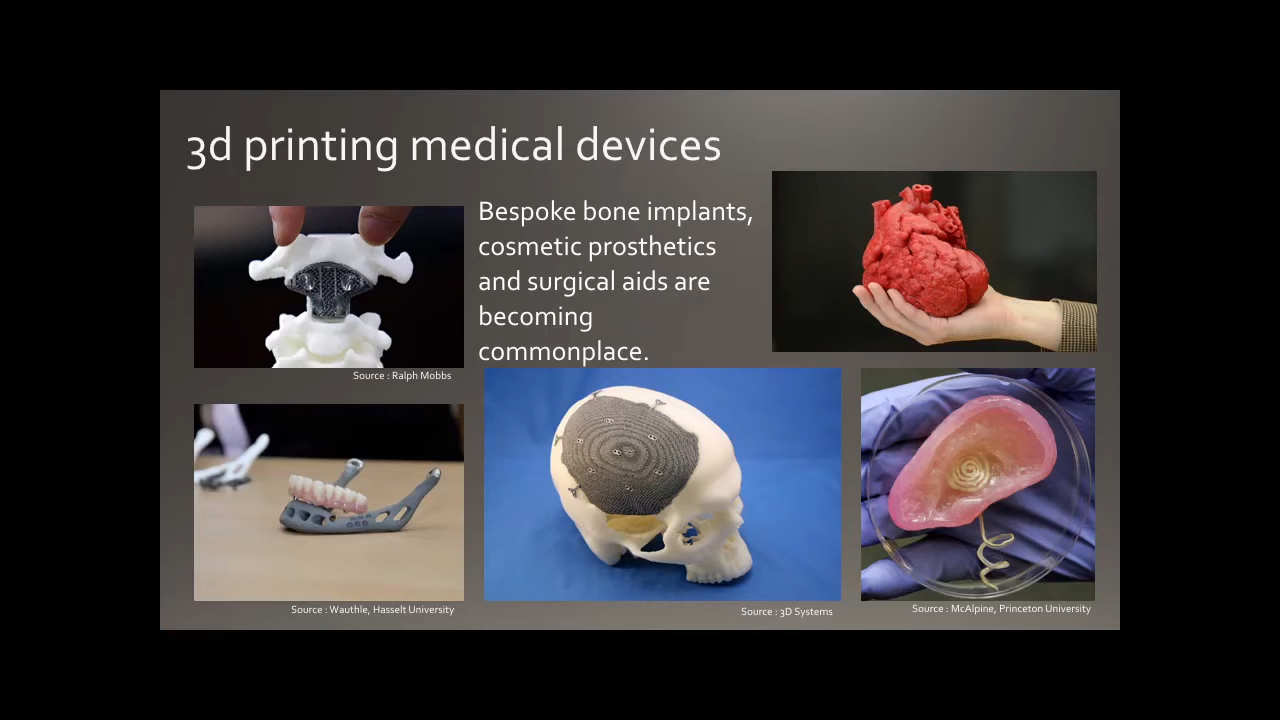 3d printing medical devices
Bespoke bone implants,
cosmetic prosthetics
and surgical aids are
becoming
commonplace.
Source : Ralph Mobbs
Source : Wauthle, Hasselt University
Source : 3D Systems
Source : McAlpine, Princeton University